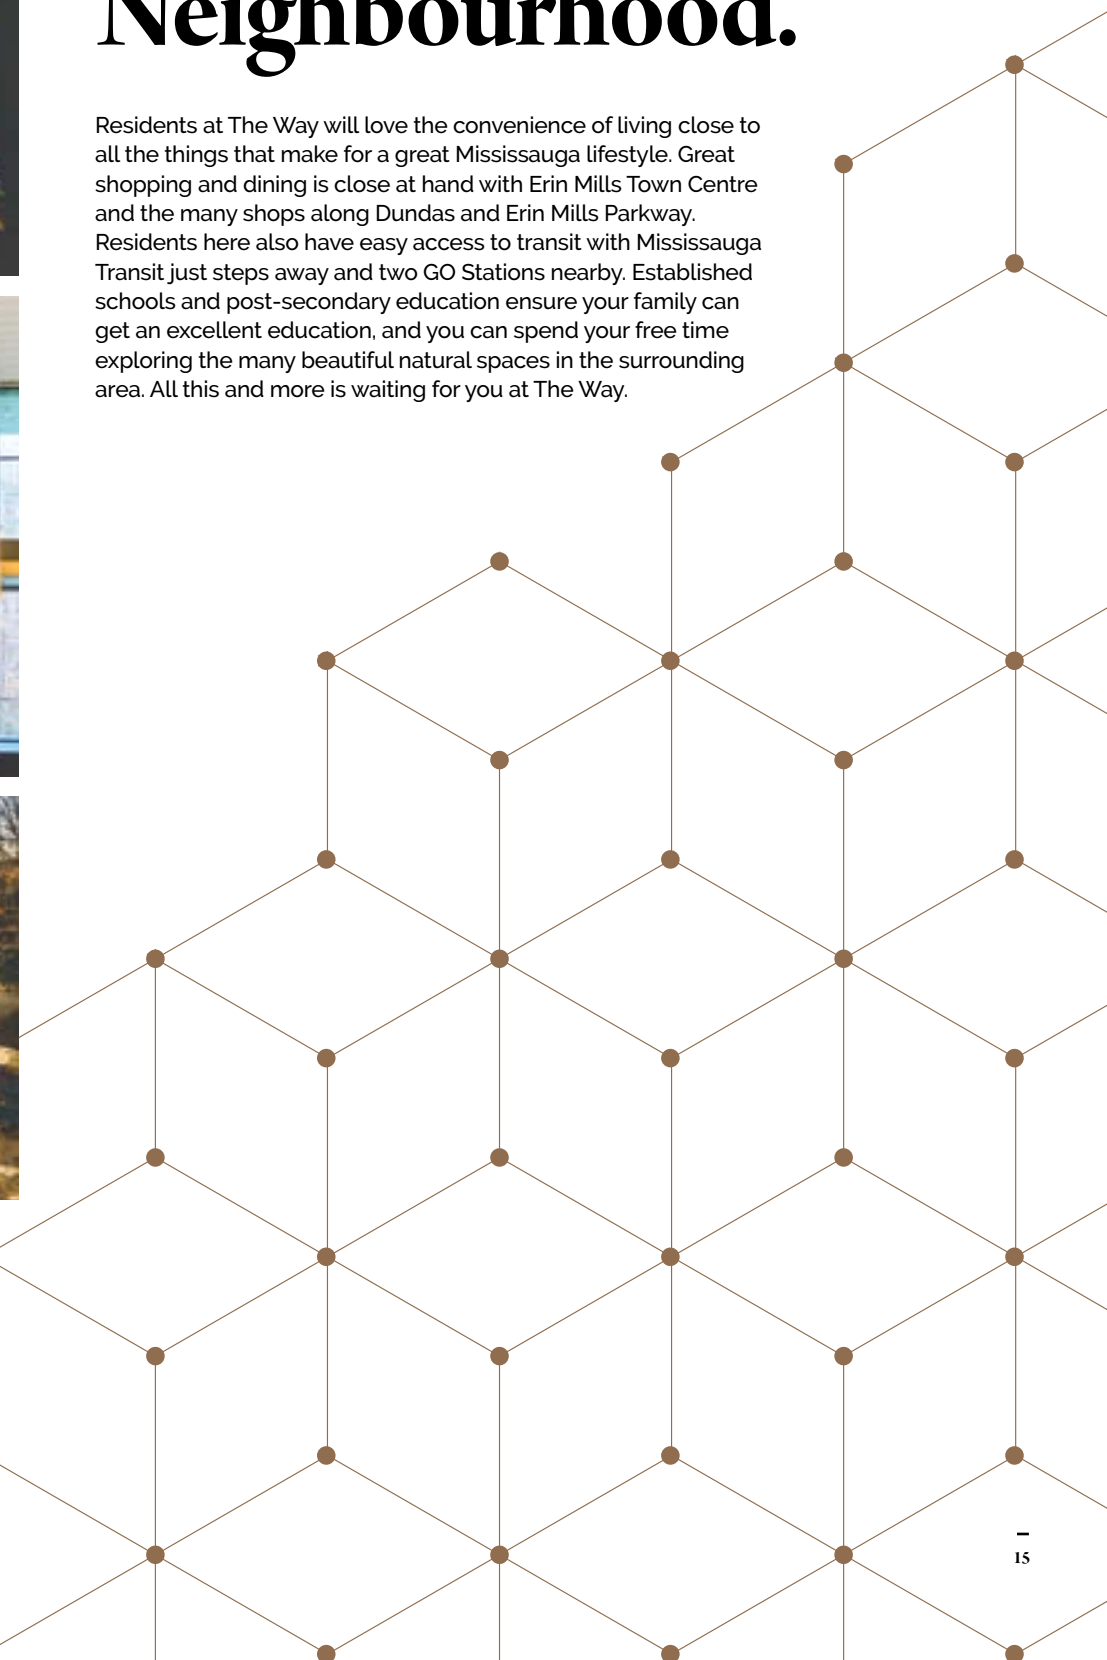 Neighbourhood.
Residents at The Way will love the convenience of living close to
all the things that make for a great Mississauga lifestyle. Great
shopping and dining is close at hand with Erin Mills Town Centre
and the many shops along Dundas and Erin Mills Parkway.
Residents here also have easy access to transit with Mississauga
Transit just steps away and two GO Stations nearby. Established
schools and post-secondary education ensure your family can
get an excellent education, and you can spend your free time
exploring the many beautiful natural spaces in the surrounding
area. All this and more is waiting for you at The Way.
15